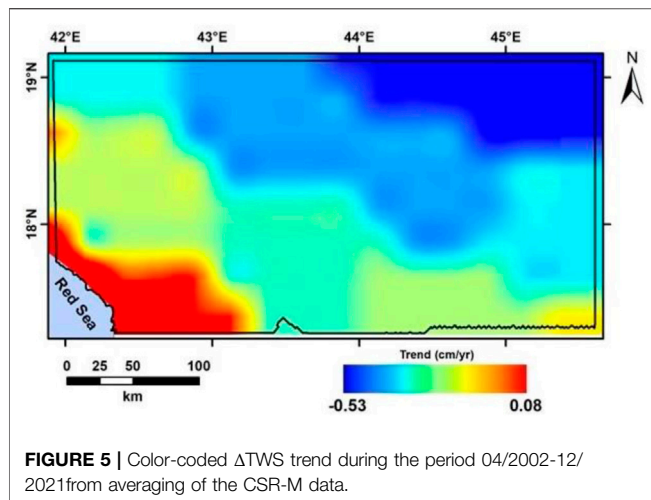 42°E 43°E 44°E 45°E
N
19°N
18°N
Red Sea
0 25 50 100
km
Trend (cm/yr)
-0.53 0.08
FIGURE 5 | Color-coded ΔTWS trend during the period 04/2002-12/
2021from averaging of the CSR-M data.